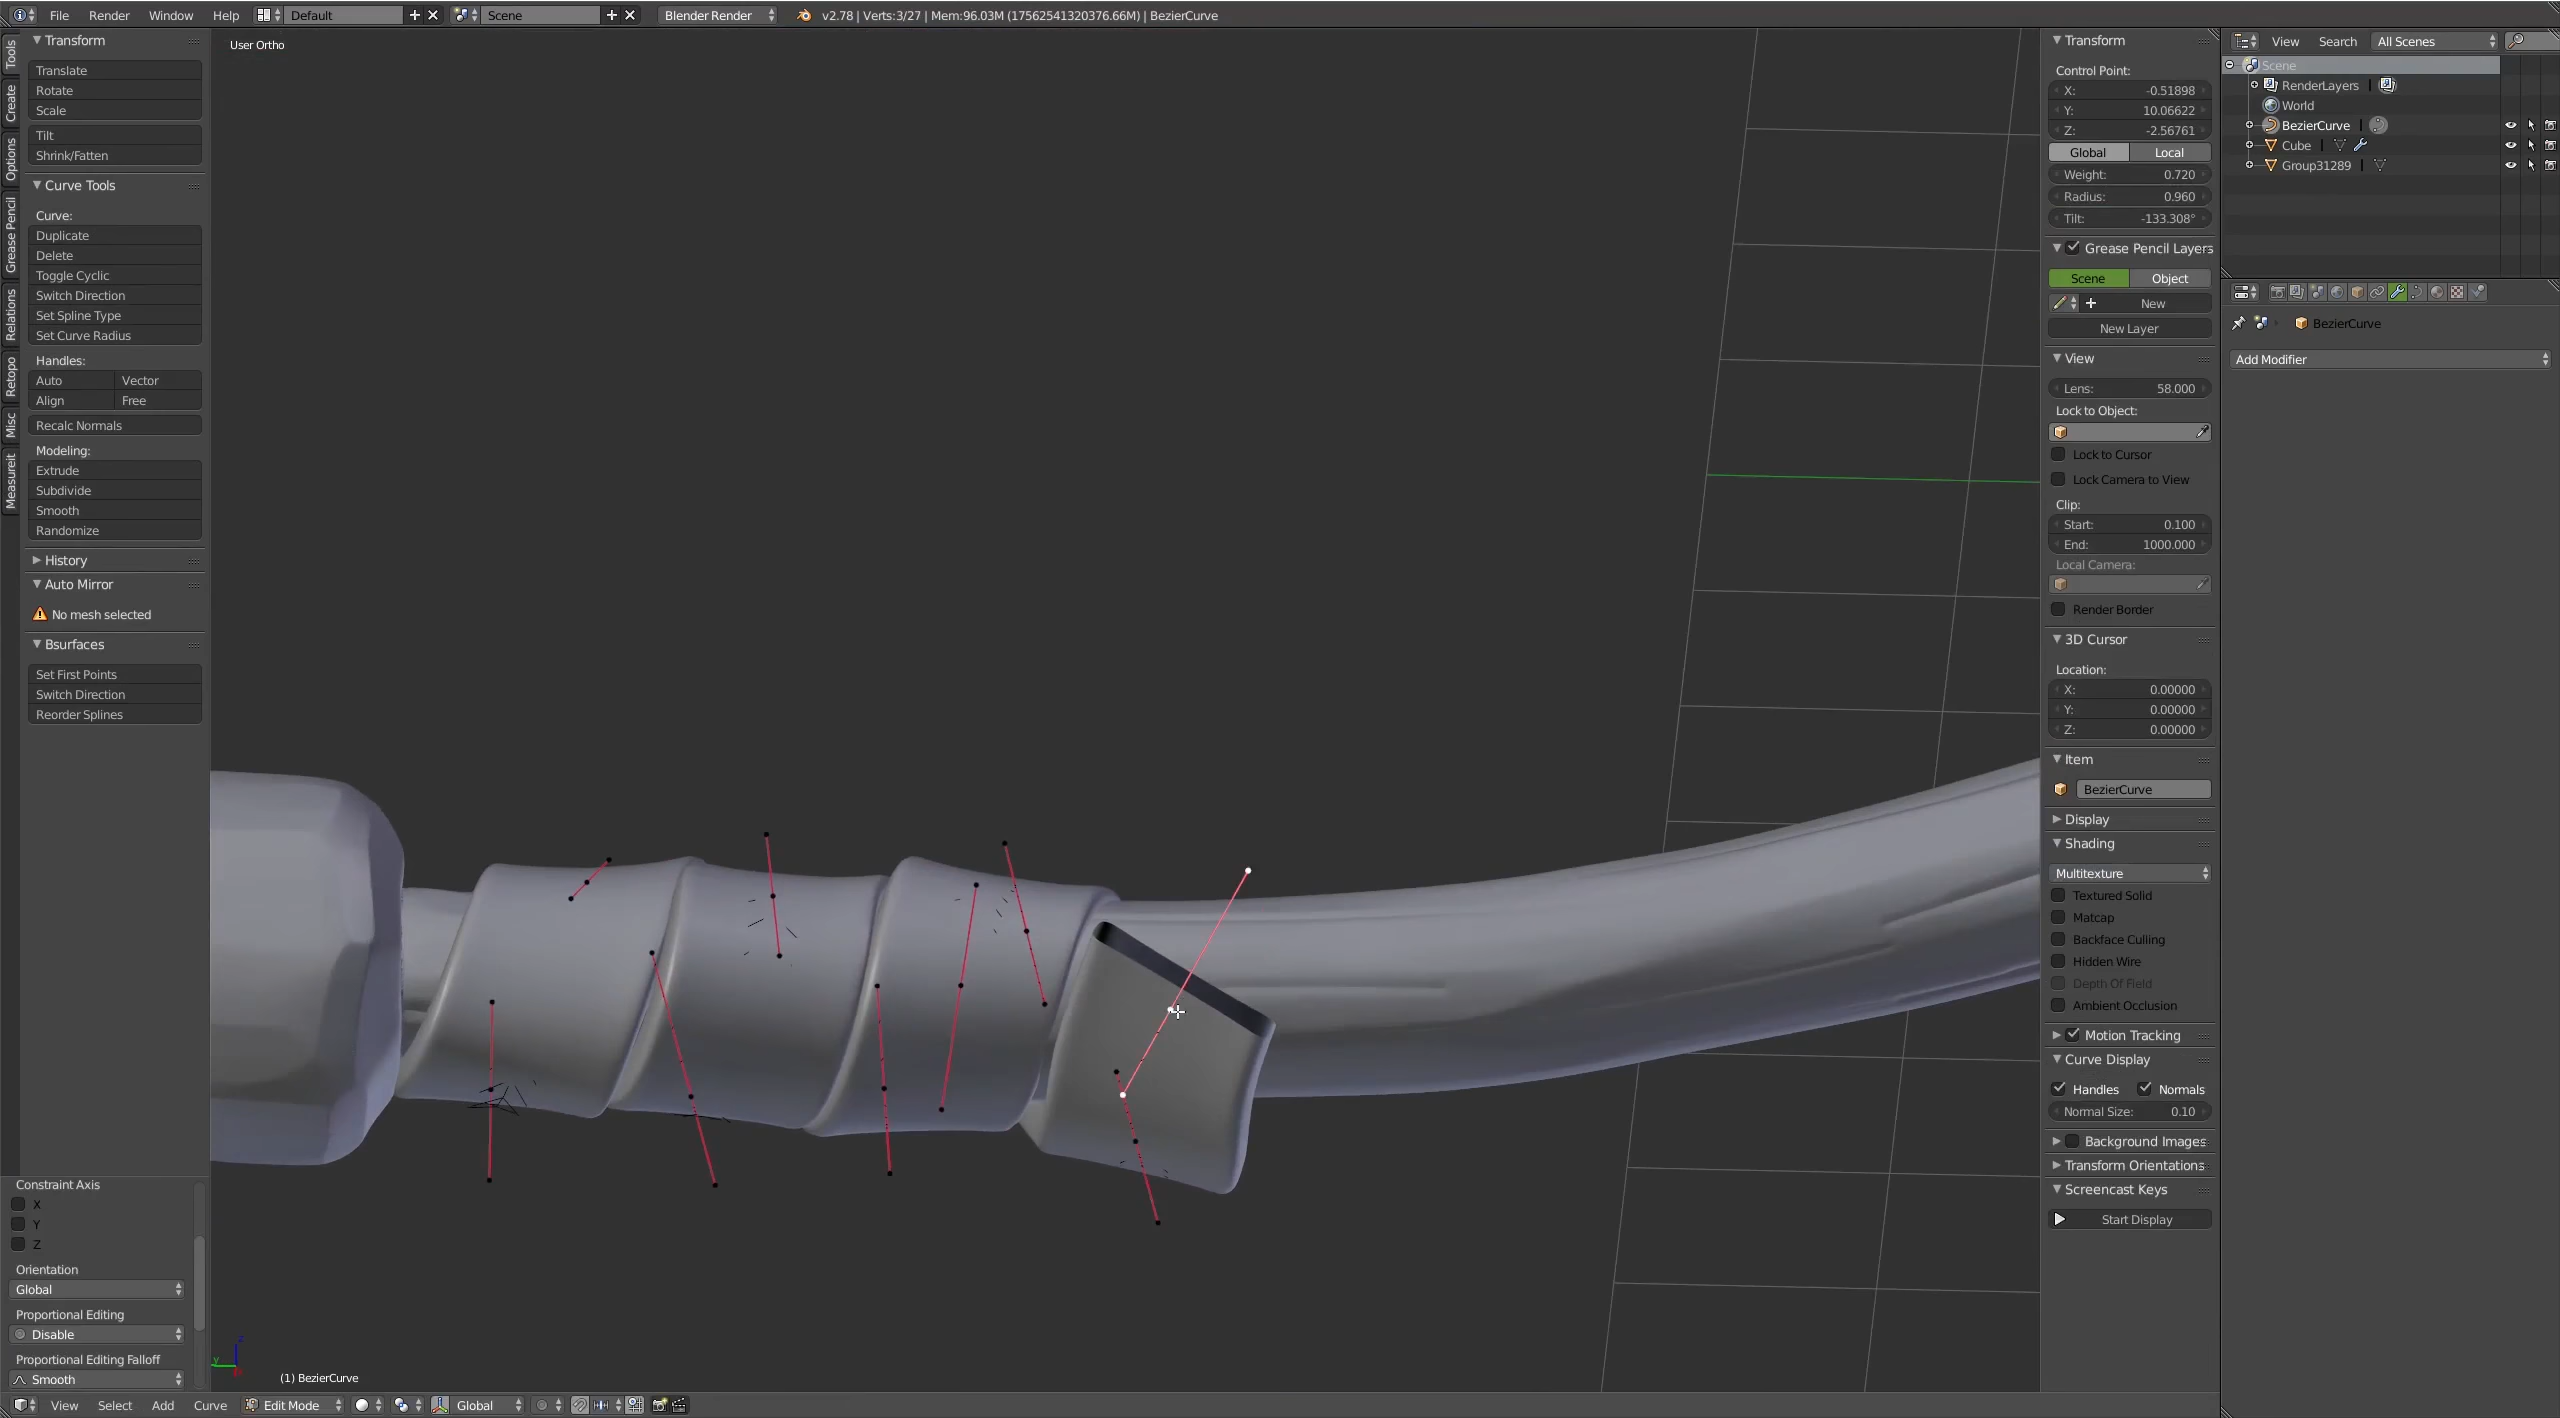 File Render Window Help Default Scene Blender Render v2.78 | Verts:3/27 | Mem:96.03M (17562541320376.66M) | BezierCurve
Tools
Create
Options
Grease Pencil
Relations
Retopo
Misc
Measureit
Transform
Translate
Rotate
Scale
Tilt
Shrink/Fatten
Curve Tools
Curve:
Duplicate
Delete
Toggle Cyclic
Switch Direction
Set Spline Type
Set Curve Radius
Handles:
Auto Vector
Align Free
Recalc Normals
Modeling:
Extrude
Subdivide
Smooth
Randomize
History
Auto Mirror
No mesh selected
Bsurfaces
Set First Points
Switch Direction
Reorder Splines
Constraint Axis
X
Y
Z
Orientation
Global
Proportional Editing
Disable
Proportional Editing Falloff
Smooth
User Ortho
(1) BezierCurve
View Select Add Curve Edit Mode Global
Transform
Control Point:
X: -0.51898
Y: 10.06622
Z: -2.56761
Global Local
Weight: 0.720
Radius: 0.960
Tilt: -133.308°
Grease Pencil Layers
Scene Object
New
New Layer
View
Lens: 58.000
Lock to Object:
Lock to Cursor
Lock Camera to View
Clip:
Start: 0.100
End: 1000.000
Local Camera:
Render Border
3D Cursor
Location:
X: 0.00000
Y: 0.00000
Z: 0.00000
Item
BezierCurve
Display
Shading
Multitexture
Textured Solid
Matcap
Backface Culling
Hidden Wire
Depth Of Field
Ambient Occlusion
Motion Tracking
Curve Display
Handles Normals
Normal Size: 0.10
Background Images
Transform Orientations
Screencast Keys
Start Display
View Search All Scenes
Scene
RenderLayers
World
BezierCurve
Cube
Group31289
BezierCurve
Add Modifier